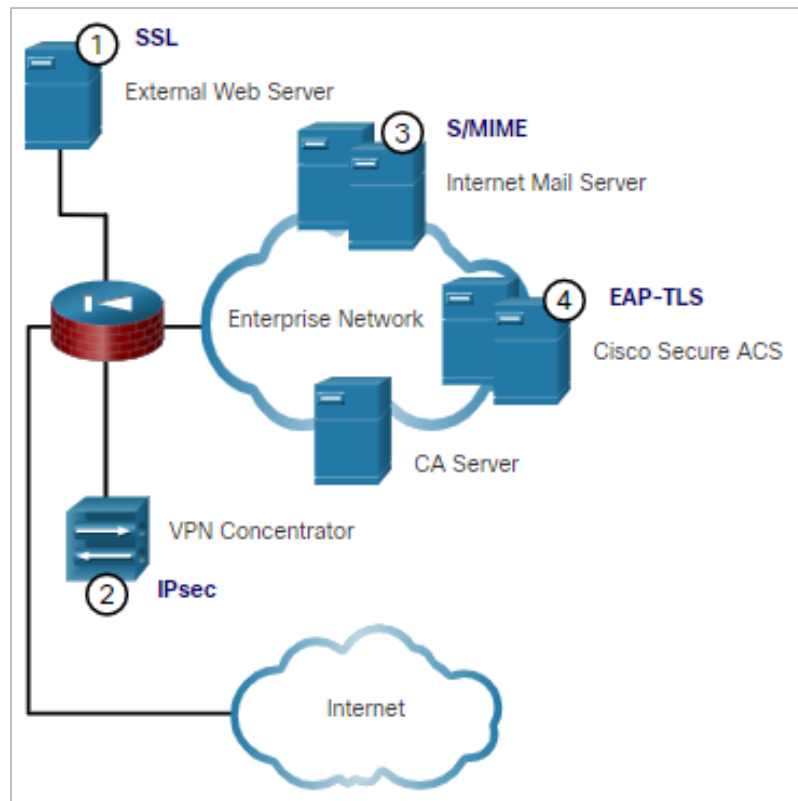 1 SSL
External Web Server
3 S/MIME
Internet Mail Server
4 EAP-TLS
Enterprise Network
Cisco Secure ACS
CA Server
VPN Concentrator
2 IPsec
Internet